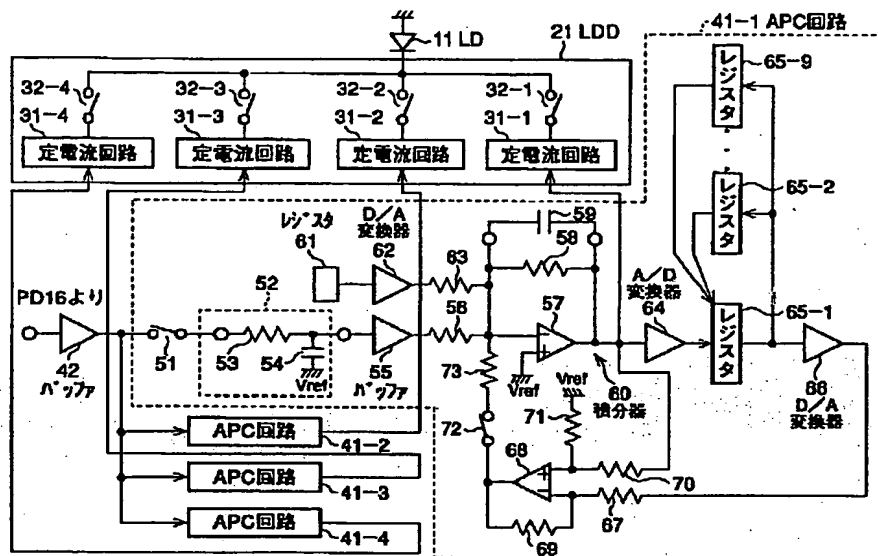 11 LD
21 LDD
41-1 APC回路
32-4
32-3
32-2
32-1
31-4
31-3
31-2
31-1
定電流回路
定電流回路
定電流回路
定電流回路
レジスタ
65-9
レジスタ
65-2
レジスタ
65-1
レジスタ
61
D/A
変換器
62
63
59
58
57
A/D
変換器
64
PD16より
52
42
バッファ
51
53
54
Vref
55
バッファ
56
73
Vref
Vref
60
積分器
66
D/A
変換器
71
72
68
70
67
69
APC回路
41-2
APC回路
41-3
APC回路
41-4